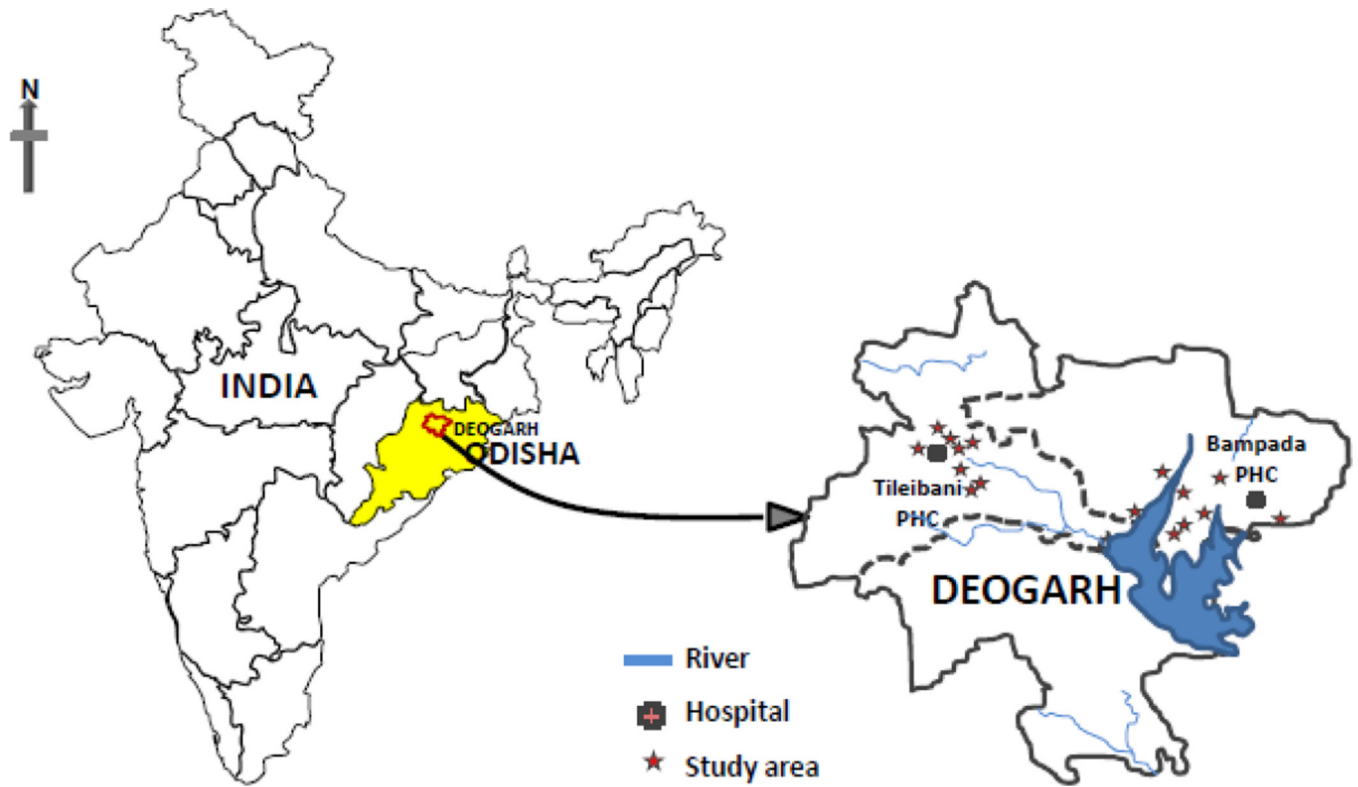 N
INDIA
DEOGARH
ODISHA
Bampada
PHC
Tileibani
PHC
DEOGARH
River
Hospital
Study area